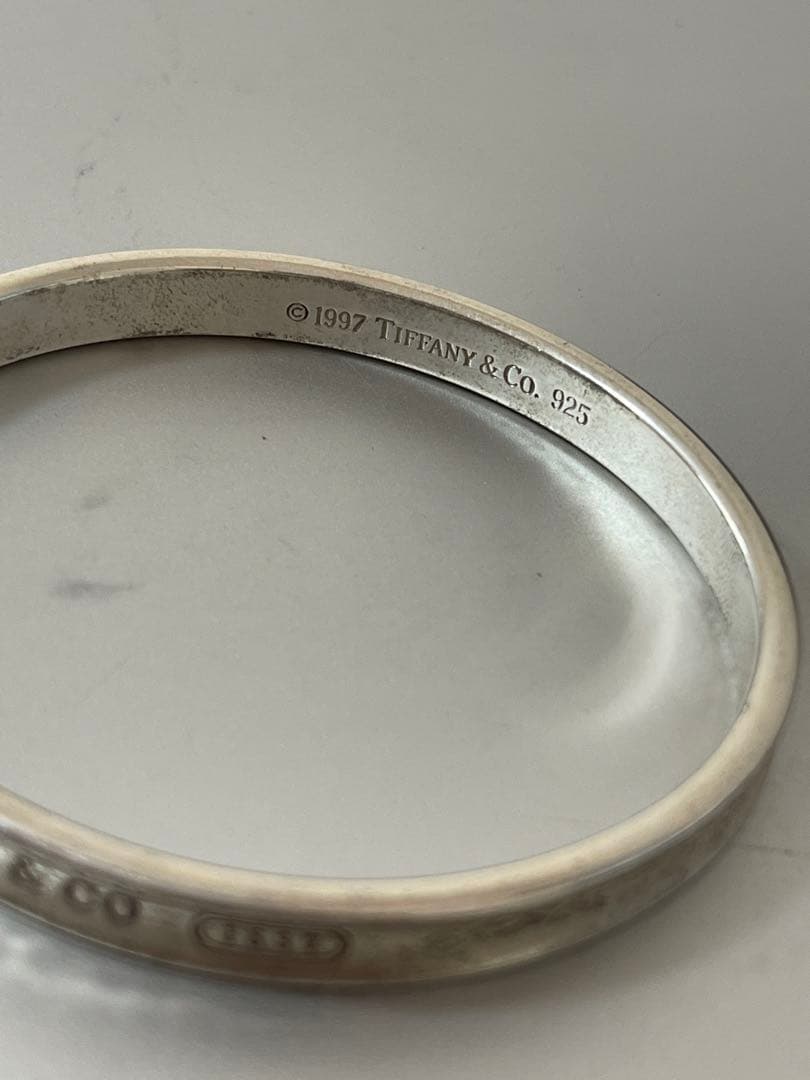 © 1997 TIFFANY & CO. 925
& CO